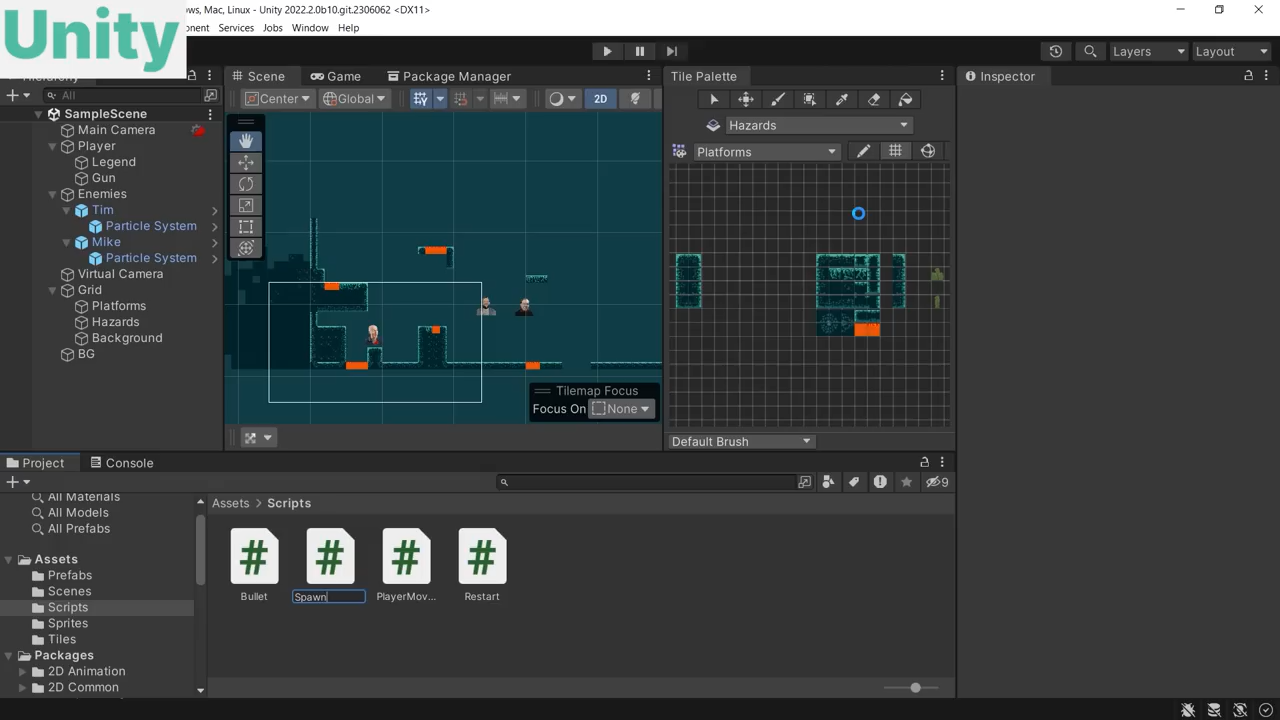 Unity
ows, Mac, Linux - Unity 2022.2.0b10.git.2306062 <DX11>
onent Services Jobs Window Help
Hierarchy
All
SampleScene
Main Camera
Player
Legend
Gun
Enemies
Tim
Particle System
Mike
Particle System
Virtual Camera
Grid
Platforms
Hazards
Background
BG
Scene Game Package Manager
Center Global 2D
Tilemap Focus
Focus On None
Tile Palette
Hazards
Platforms
Default Brush
Layers Layout
Inspector
Project Console
All Materials
All Models
All Prefabs
Assets
Prefabs
Scenes
Scripts
Sprites
Tiles
Packages
2D Animation
2D Common
9
Assets > Scripts
# # # #
Bullet Spawn PlayerMov... Restart